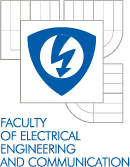 FACULTY
OF ELECTRICAL
ENGINEERING
AND COMMUNICATION